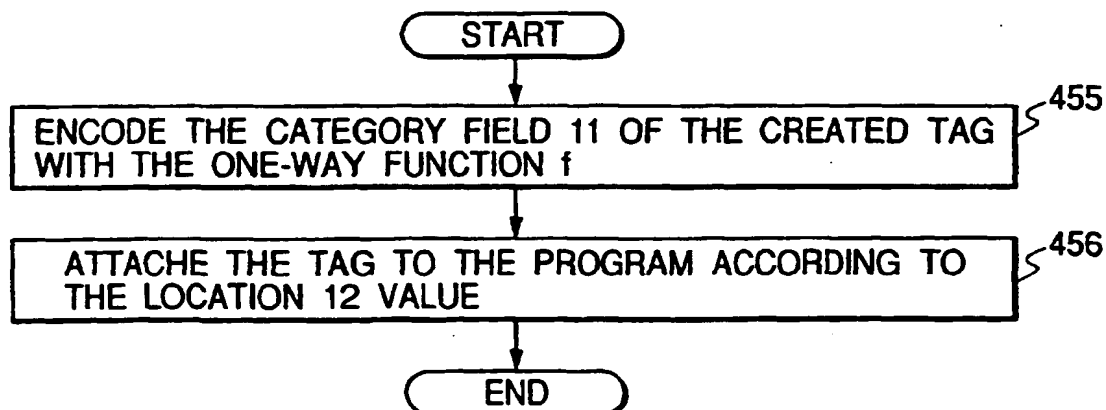 START
455
ENCODE THE CATEGORY FIELD 11 OF THE CREATED TAG
WITH THE ONE-WAY FUNCTION f
456
ATTACHE THE TAG TO THE PROGRAM ACCORDING TO
THE LOCATION 12 VALUE
END